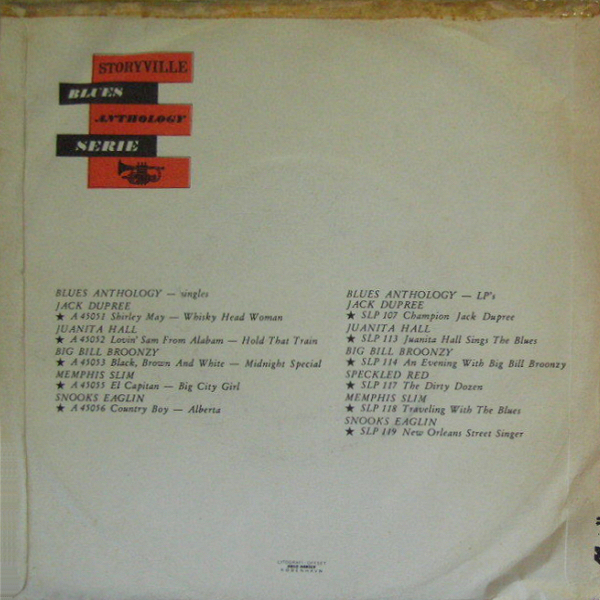 STORYVILLE
BLUES
ANTHOLOGY
SERIE
BLUES ANTHOLOGY — singles
JACK DUPREE
★ A 45051 Shirley May — Whisky Head Woman
JUANITA HALL
★ A 45052 Lovin' Sam From Alabam — Hold That Train
BIG BILL BROONZY
★ A 45053 Black, Brown And White — Midnight Special
MEMPHIS SLIM
★ A 45055 El Capitan — Big City Girl
SNOOKS EAGLIN
★ A 45056 Country Boy — Alberta
BLUES ANTHOLOGY — LP's
JACK DUPREE
★ SLP 107 Champion Jack Dupree
JUANITA HALL
★ SLP 113 Juanita Hall Sings The Blues
BIG BILL BROONZY
★ SLP 114 An Evening With Big Bill Broonzy
SPECKLED RED
★ SLP 117 The Dirty Dozen
MEMPHIS SLIM
★ SLP 118 Traveling With The Blues
SNOOKS EAGLIN
★ SLP 119 New Orleans Street Singer